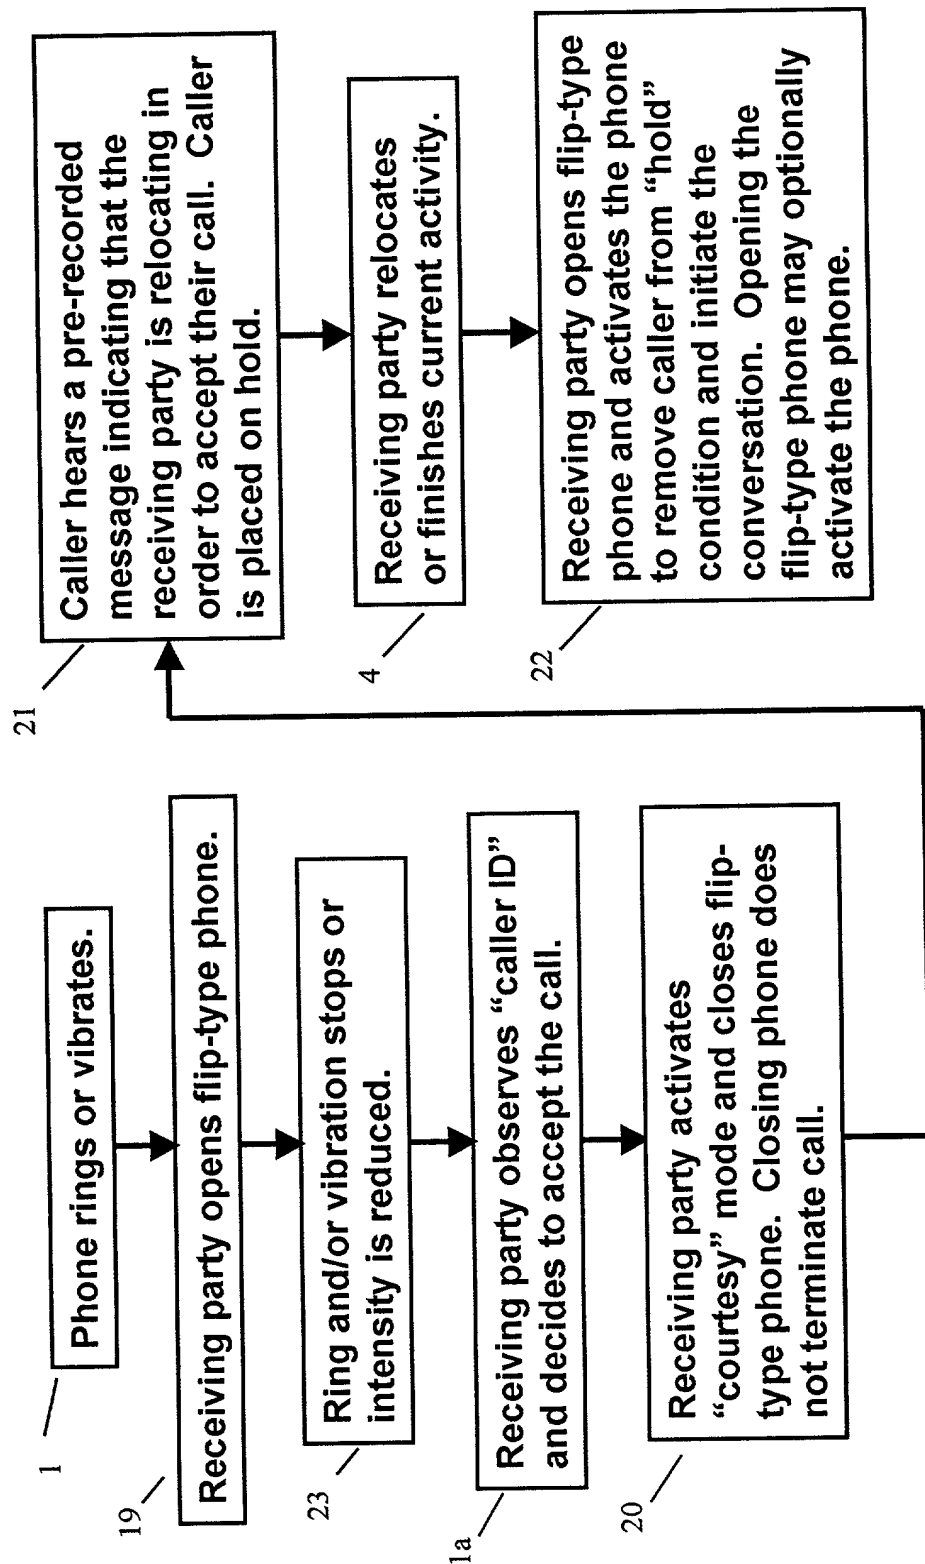 1
Phone rings or vibrates.
19
Receiving party opens flip-type phone.
23
Ring and/or vibration stops or
intensity is reduced.
1a
Receiving party observes “caller ID”
and decides to accept the call.
20
Receiving party activates
“courtesy” mode and closes flip-
type phone. Closing phone does
not terminate call.
21
Caller hears a pre-recorded
message indicating that the
receiving party is relocating in
order to accept their call. Caller
is placed on hold.
4
Receiving party relocates
or finishes current activity.
22
Receiving party opens flip-type
phone and activates the phone
to remove caller from “hold”
condition and initiate the
conversation. Opening the
flip-type phone may optionally
activate the phone.